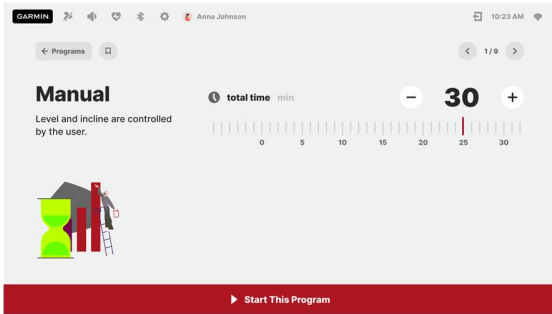 GARMIN Anna Johnson 10:23 AM
Programs 1/9
Manual
total time min 30
Level and incline are controlled
by the user.
0 5 10 15 20 25 30
Start This Program